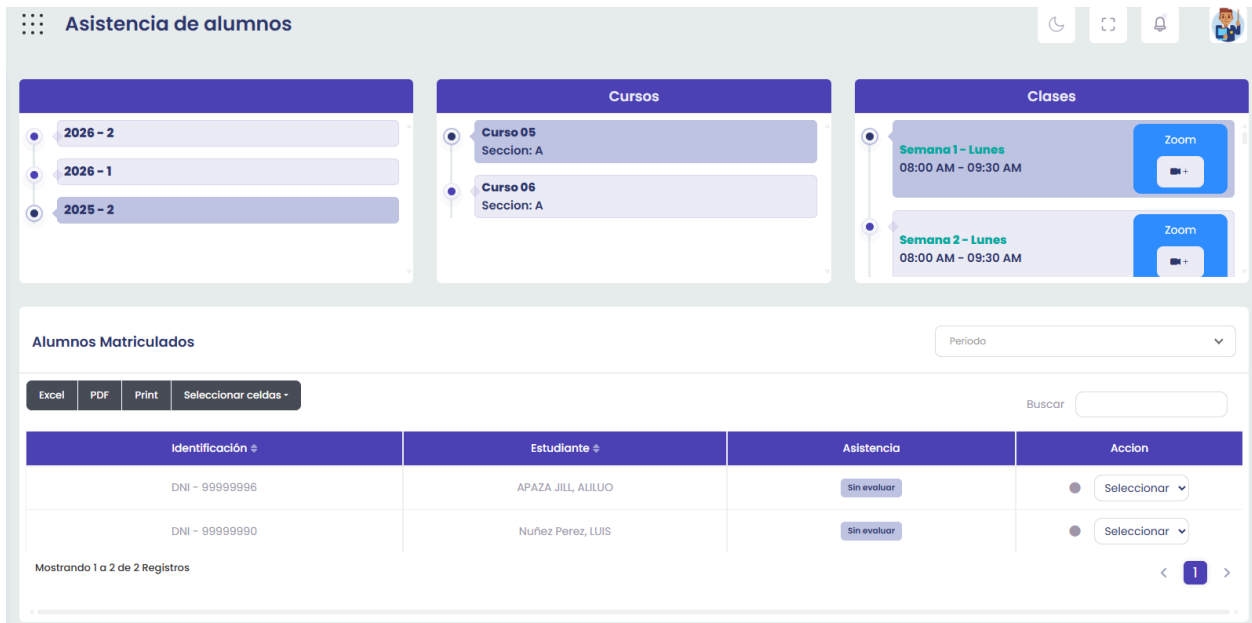 Asistencia de alumnos
2026 - 2
2026 - 1
2025 - 2
Cursos
Curso 05
Seccion: A
Curso 06
Seccion: A
Clases
Semana 1 - Lunes
08:00 AM - 09:30 AM
Zoom
+
Semana 2 - Lunes
08:00 AM - 09:30 AM
Zoom
+
Alumnos Matriculados
Periodo
Excel PDF Print Seleccionar celdas
Buscar
Identificación Estudiante Asistencia Accion
DNI - 99999996 APAZA JILL, ALILUO Sin evaluar Seleccionar
DNI - 99999990 Nuñez Perez, LUIS Sin evaluar Seleccionar
Mostrando 1 a 2 de 2 Registros
< 1 >